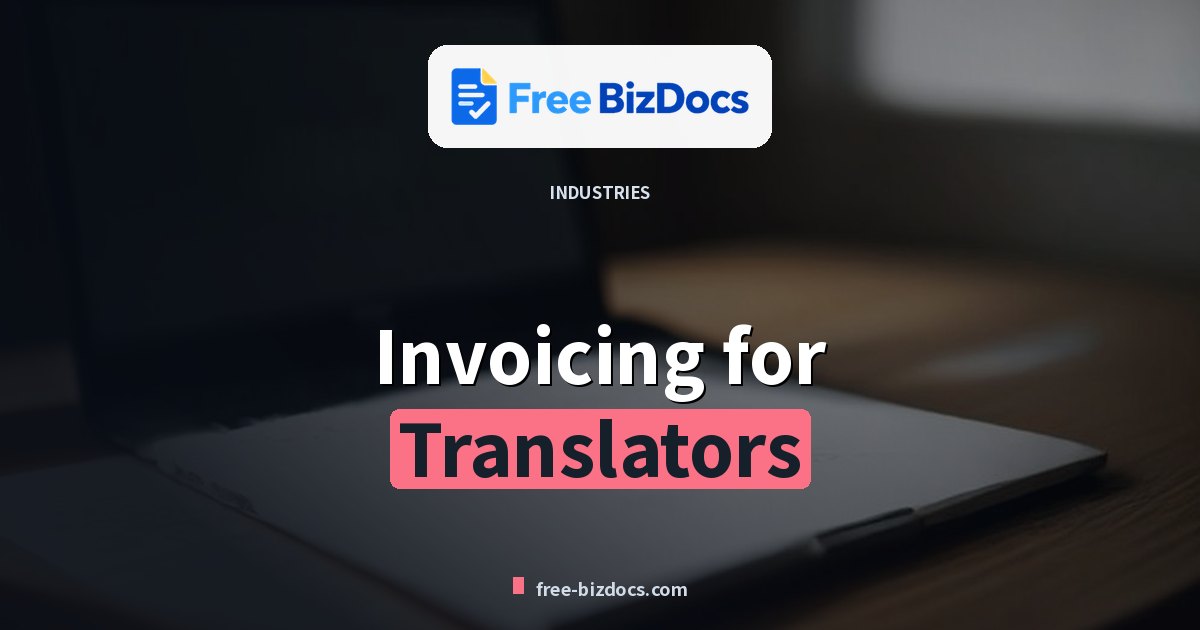 Free BizDocs
INDUSTRIES
Invoicing for
Translators
free-bizdocs.com